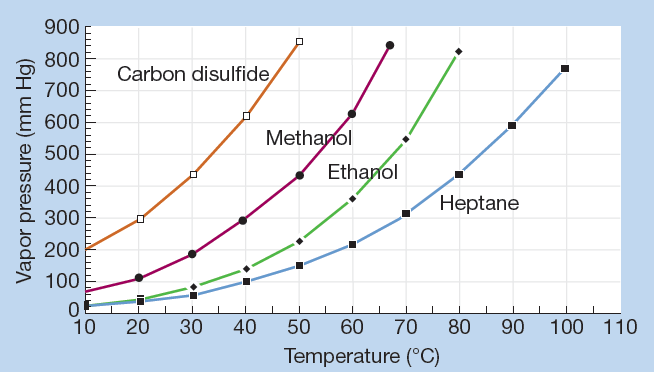 900
800
700
600
500
400
300
200
100
0
Vapor pressure (mm Hg)
Carbon disulfide
Methanol
Ethanol
Heptane
10 20 30 40 50 60 70 80 90 100 110
Temperature (°C)